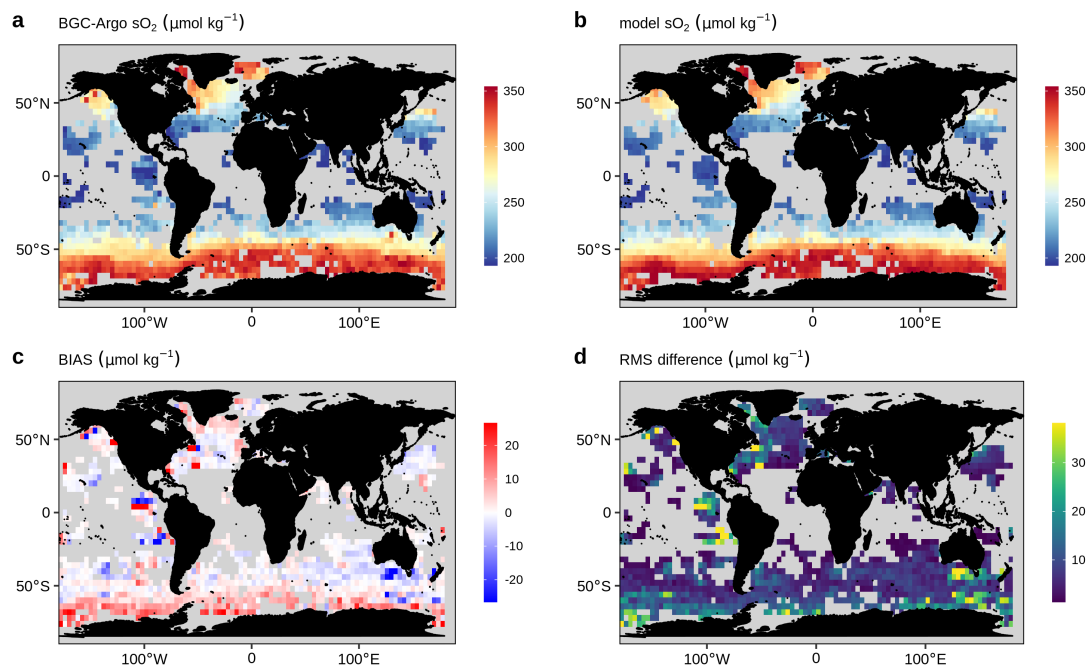 a BGC-Argo sO₂ (µmol kg⁻¹)
b model sO₂ (µmol kg⁻¹)
50°N
0
50°S
100°W 0 100°E
350
300
250
200
50°N
0
50°S
100°W 0 100°E
350
300
250
200
c BIAS (µmol kg⁻¹)
d RMS difference (µmol kg⁻¹)
50°N
0
50°S
100°W 0 100°E
20
10
0
-10
-20
50°N
0
50°S
100°W 0 100°E
30
20
10